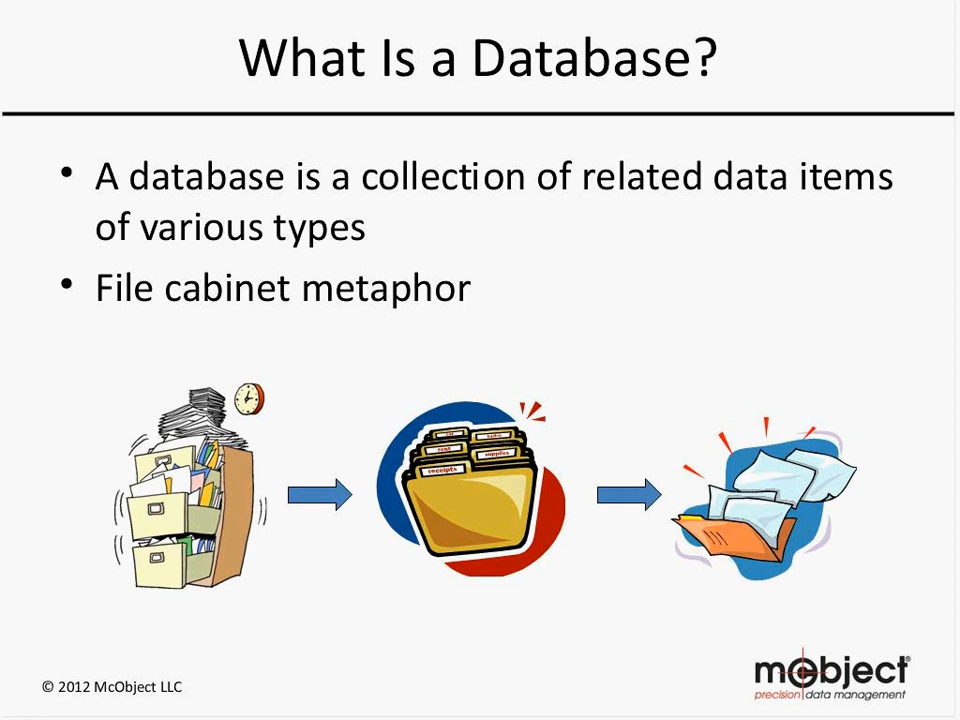 What Is a Database?
• A database is a collection of related data items
of various types
• File cabinet metaphor
receipts
supplies
© 2012 McObject LLC
mcobject®
precision data management